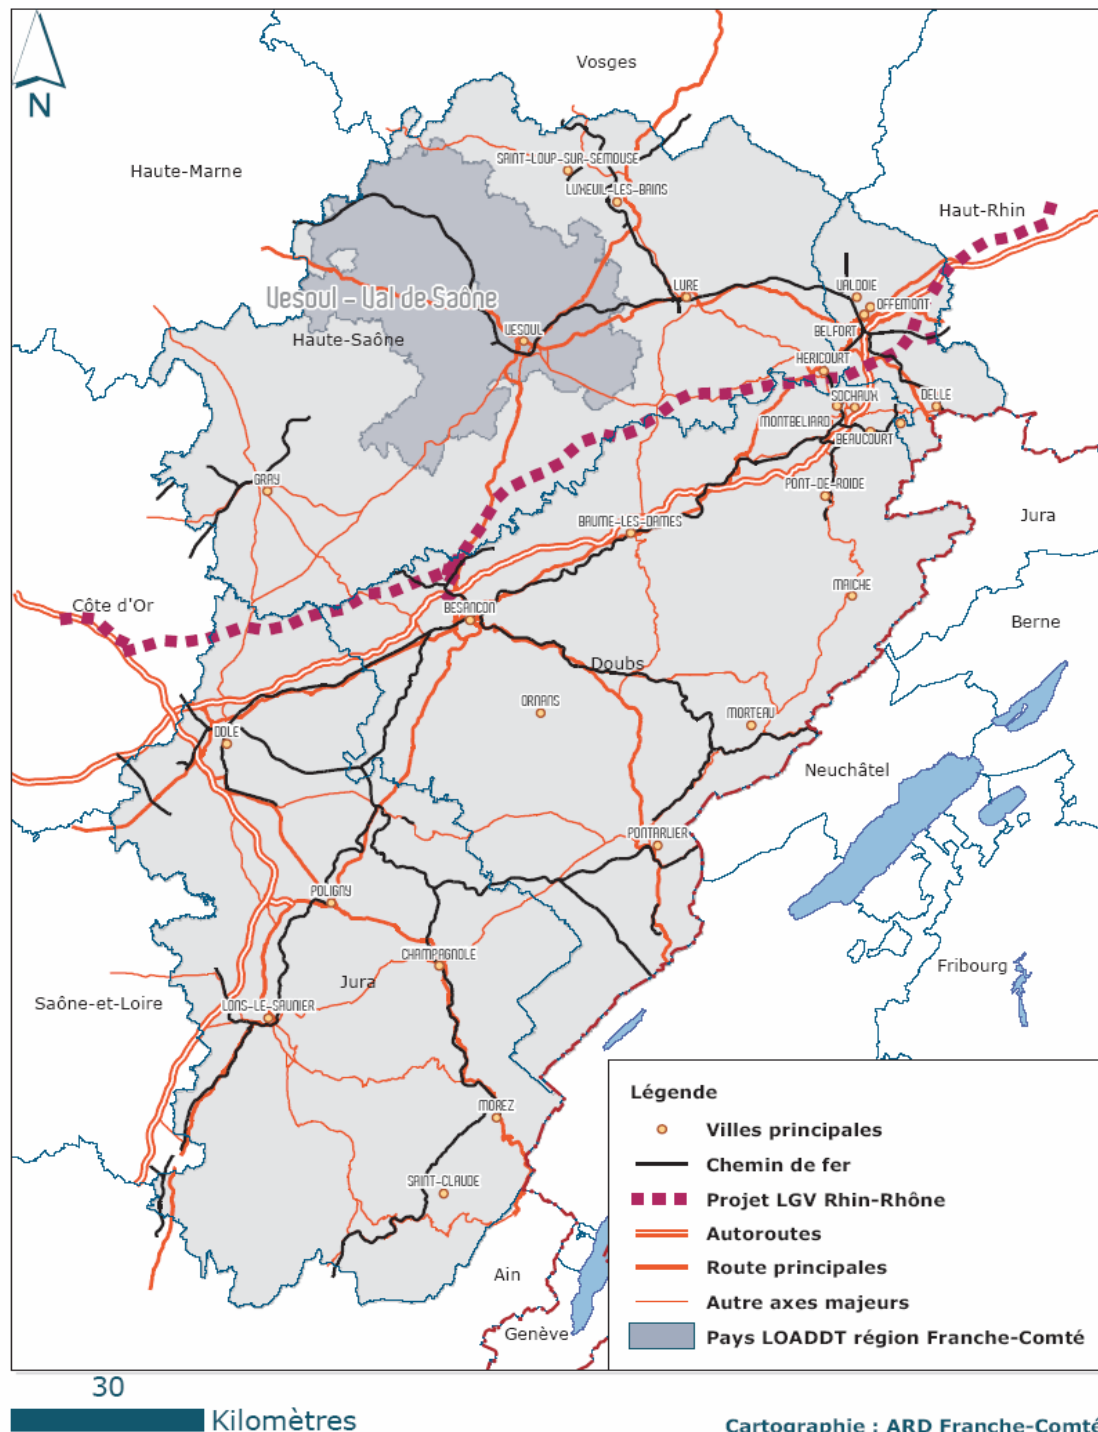 Vosges
Haute-Marne
SAINT-LOUP-SUR-SEMOUSE
LUXEUIL-LES-BAINS
Haut-Rhin
LURE
VALDOIE
OFFEMONT
Vesoul - Val de Saône
BELFORT
VESOUL
Haute-Saône
HERICOURT
SOCHAUX
DELLE
MONTBELIARD
BEAUCOURT
GRAY
PONT-DE-ROIDE
BAUME-LES-DAMES
Jura
MAICHE
Côte d'Or
BESANCON
Berne
Doubs
ORNANS
MORTEAU
DOLE
Neuchâtel
PONTARLIER
POLIGNY
CHAMPAGNOLE
Fribourg
Jura
Saône-et-Loire
LONS-LE-SAUNIER
MOREZ
SAINT-CLAUDE
Ain
Genève
N
Légende
Villes principales
Chemin de fer
Projet LGV Rhin-Rhône
Autoroutes
Route principales
Autre axes majeurs
Pays LOADDT région Franche-Comté
30
Kilomètres
Cartographie : ARD Franche-Comté